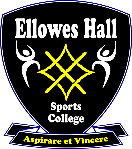 Ellowes Hall
Sports
College
Aspirare et Vincere